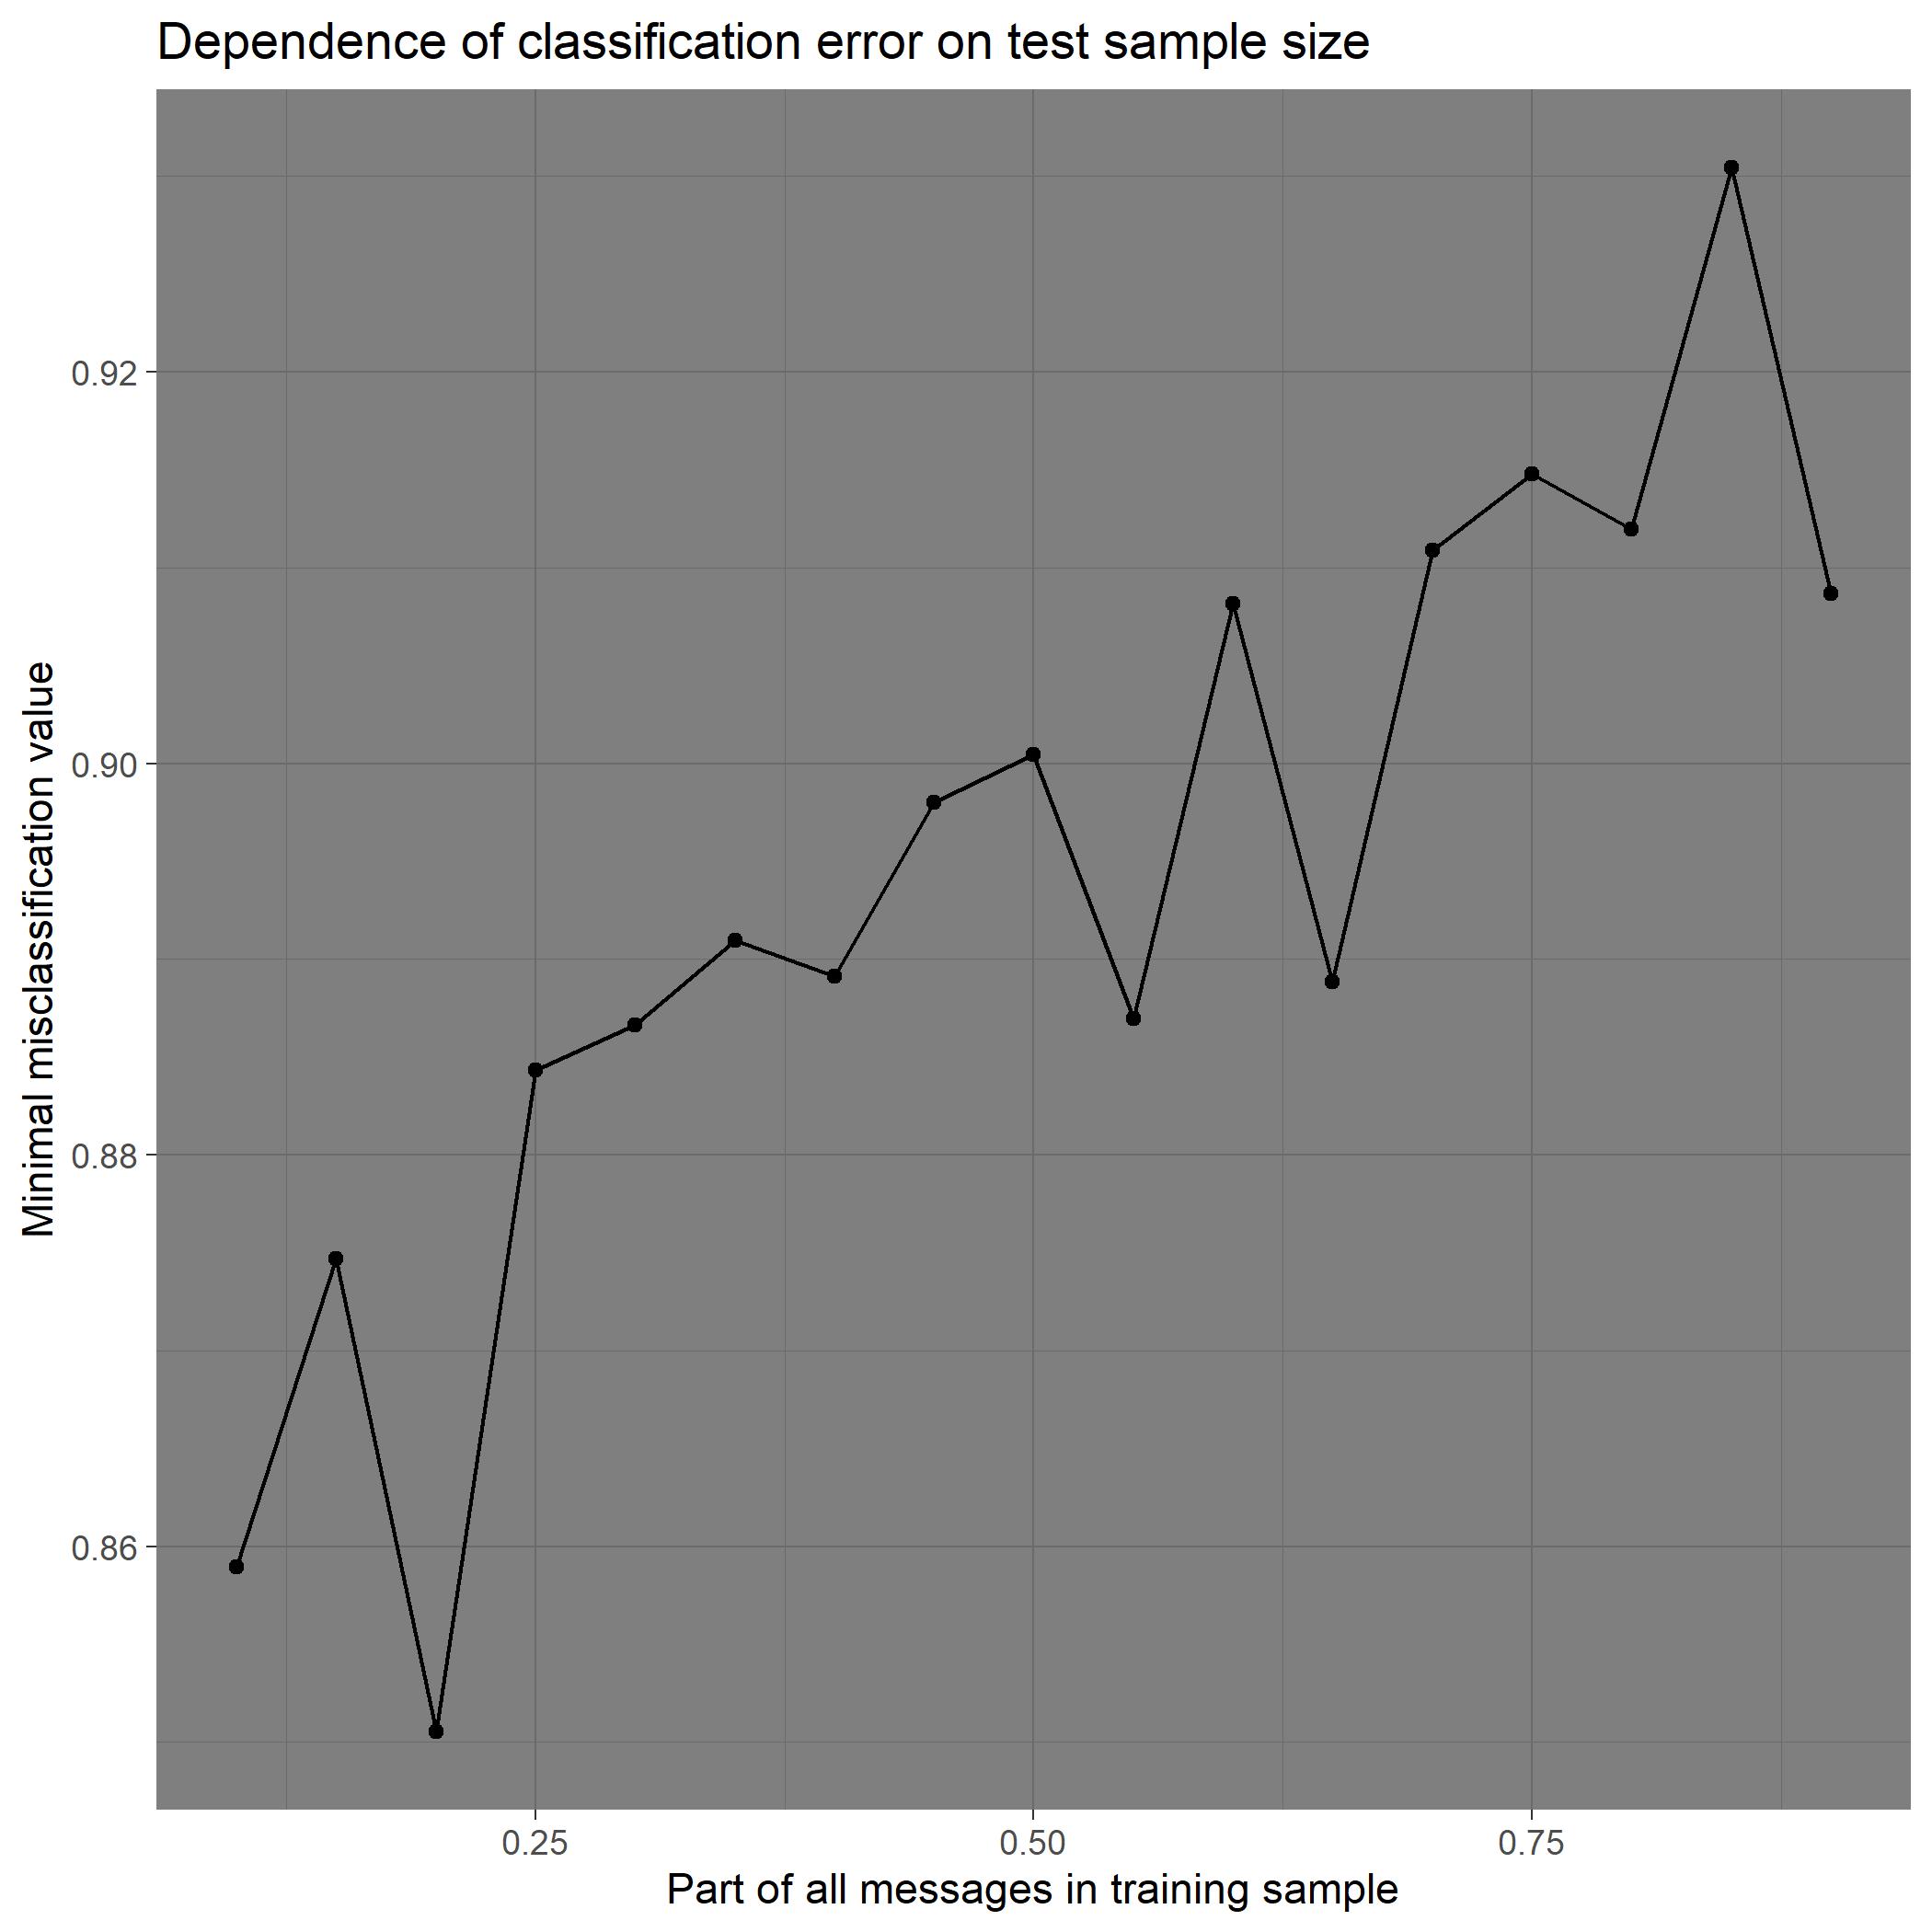 Dependence of classification error on test sample size
Minimal misclassification value
0.92
0.90
0.88
0.86
0.25
0.50
0.75
Part of all messages in training sample